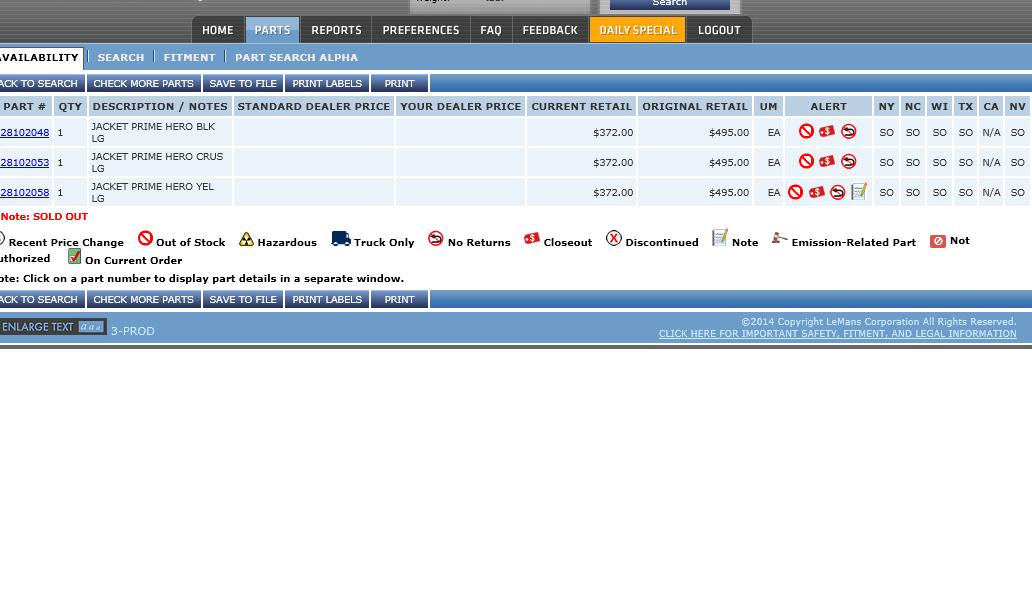 Search
HOME PARTS REPORTS PREFERENCES FAQ FEEDBACK DAILY SPECIAL LOGOUT
AVAILABILITY SEARCH FITMENT PART SEARCH ALPHA
ACK TO SEARCH CHECK MORE PARTS SAVE TO FILE PRINT LABELS PRINT
PART # QTY DESCRIPTION / NOTES STANDARD DEALER PRICE YOUR DEALER PRICE CURRENT RETAIL ORIGINAL RETAIL UM ALERT NY NC WI TX CA NV
28102048 1 JACKET PRIME HERO BLK LG $372.00 $495.00 EA SO SO SO SO N/A SO
28102053 1 JACKET PRIME HERO CRUS LG $372.00 $495.00 EA SO SO SO SO N/A SO
28102058 1 JACKET PRIME HERO YEL LG $372.00 $495.00 EA SO SO SO SO N/A SO
Note: SOLD OUT
Recent Price Change Out of Stock Hazardous Truck Only No Returns Closeout Discontinued Note Emission-Related Part Not
uthorized On Current Order
ote: Click on a part number to display part details in a separate window.
ACK TO SEARCH CHECK MORE PARTS SAVE TO FILE PRINT LABELS PRINT
ENLARGE TEXT a a a 3-PROD
©2014 Copyright LeMans Corporation All Rights Reserved.
CLICK HERE FOR IMPORTANT SAFETY, FITMENT, AND LEGAL INFORMATION